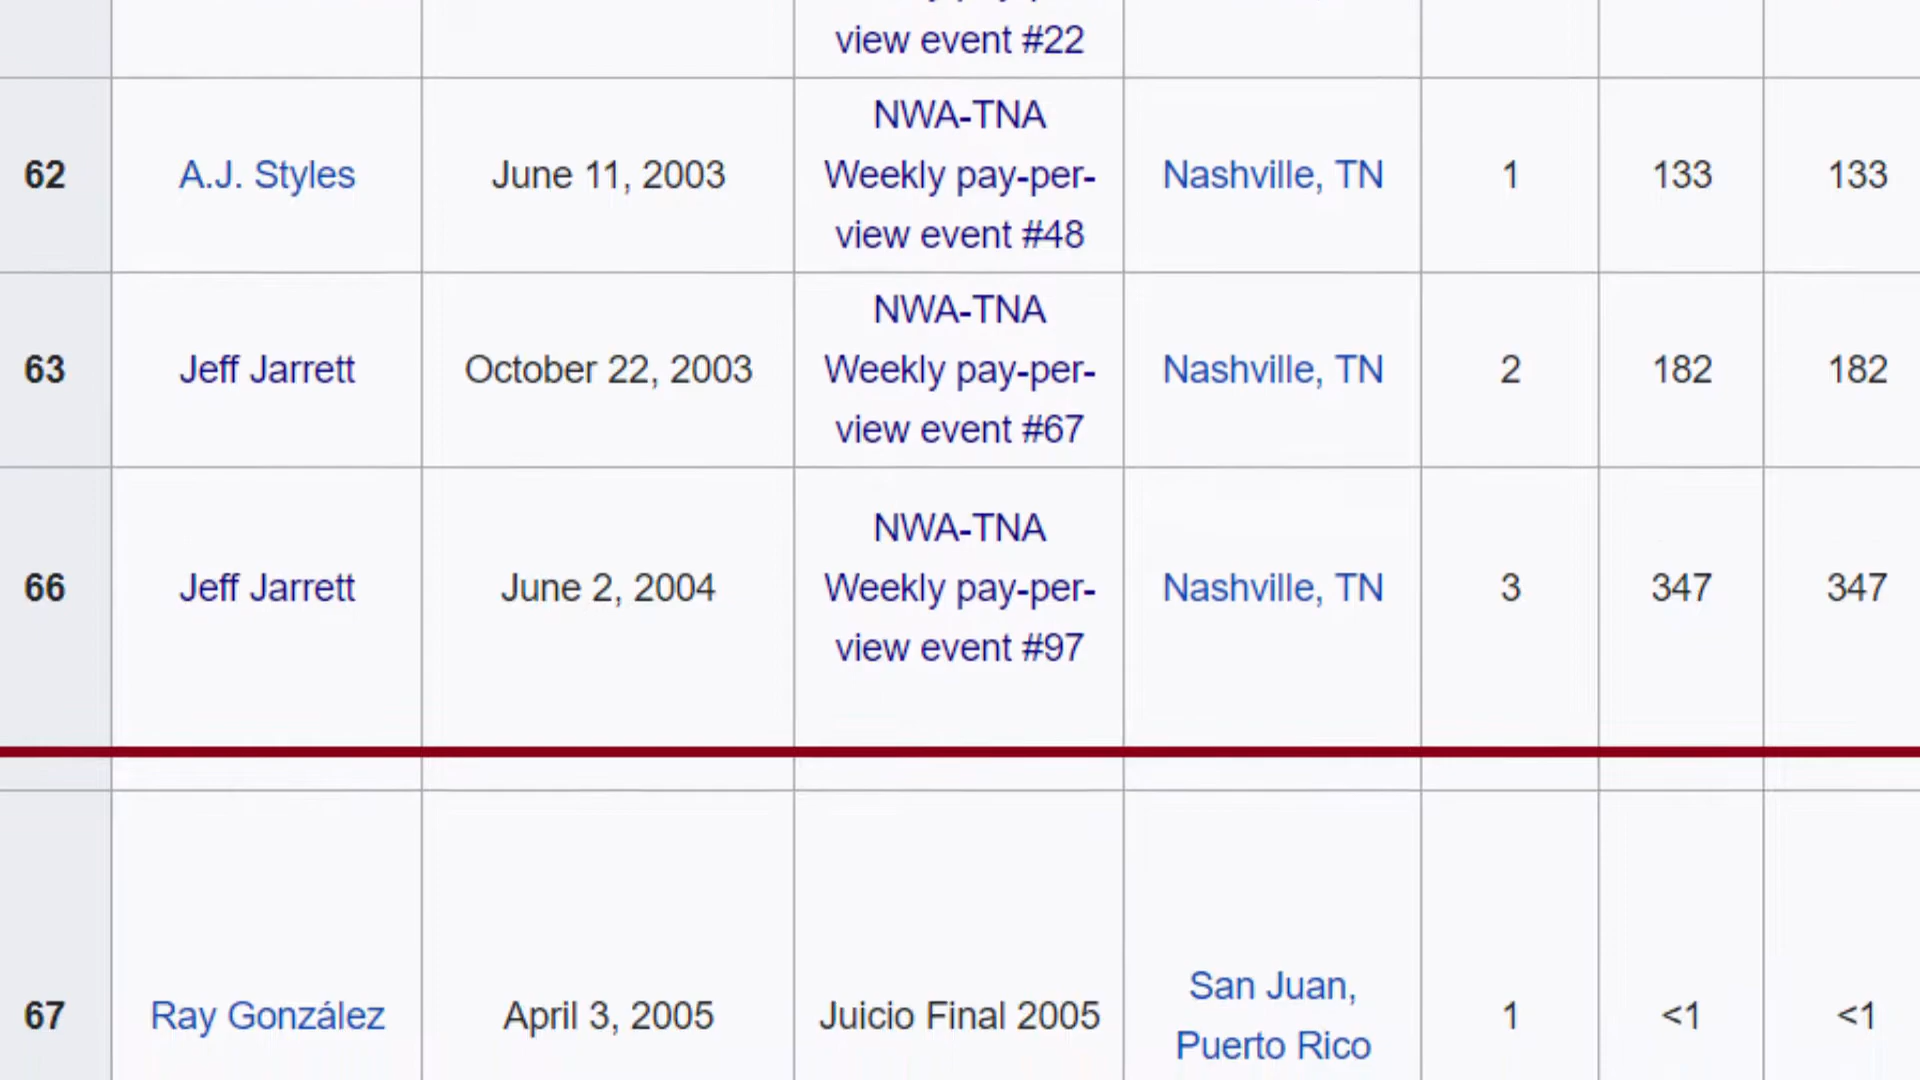 view event #22
62
A.J. Styles
June 11, 2003
NWA-TNA
Weekly pay-per-
view event #48
Nashville, TN
1
133
133
63
Jeff Jarrett
October 22, 2003
NWA-TNA
Weekly pay-per-
view event #67
Nashville, TN
2
182
182
66
Jeff Jarrett
June 2, 2004
NWA-TNA
Weekly pay-per-
view event #97
Nashville, TN
3
347
347
67
Ray González
April 3, 2005
Juicio Final 2005
San Juan,
Puerto Rico
1
<1
<1